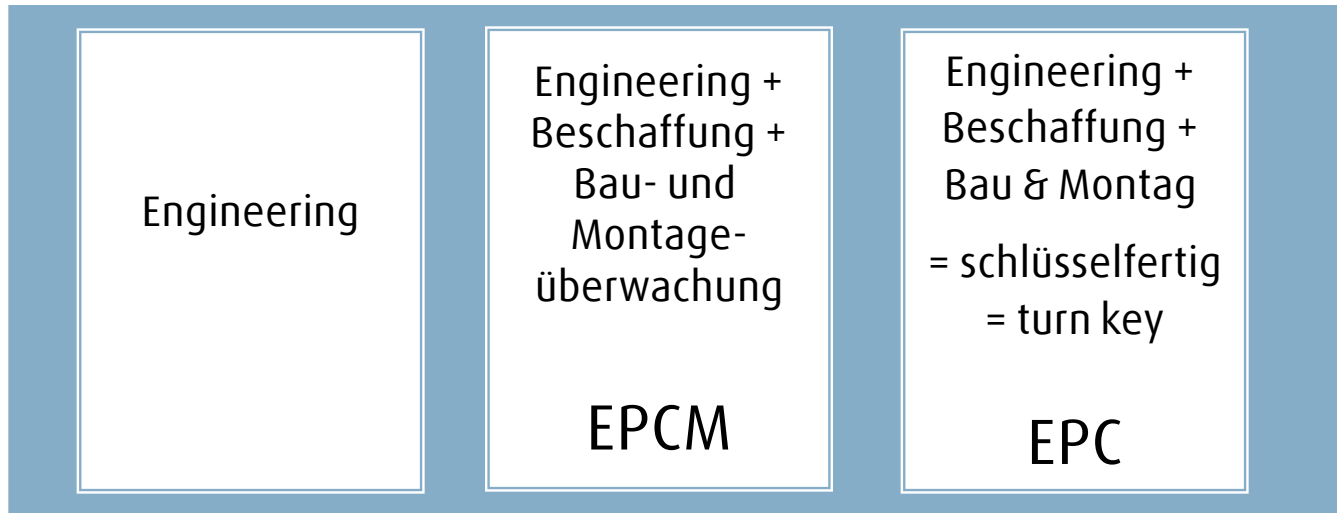 Engineering
Engineering +
Beschaffung +
Bau- und
Montage-
überwachung
EPCM
Engineering +
Beschaffung +
Bau & Montag
= schlüsselfertig
= turn key
EPC